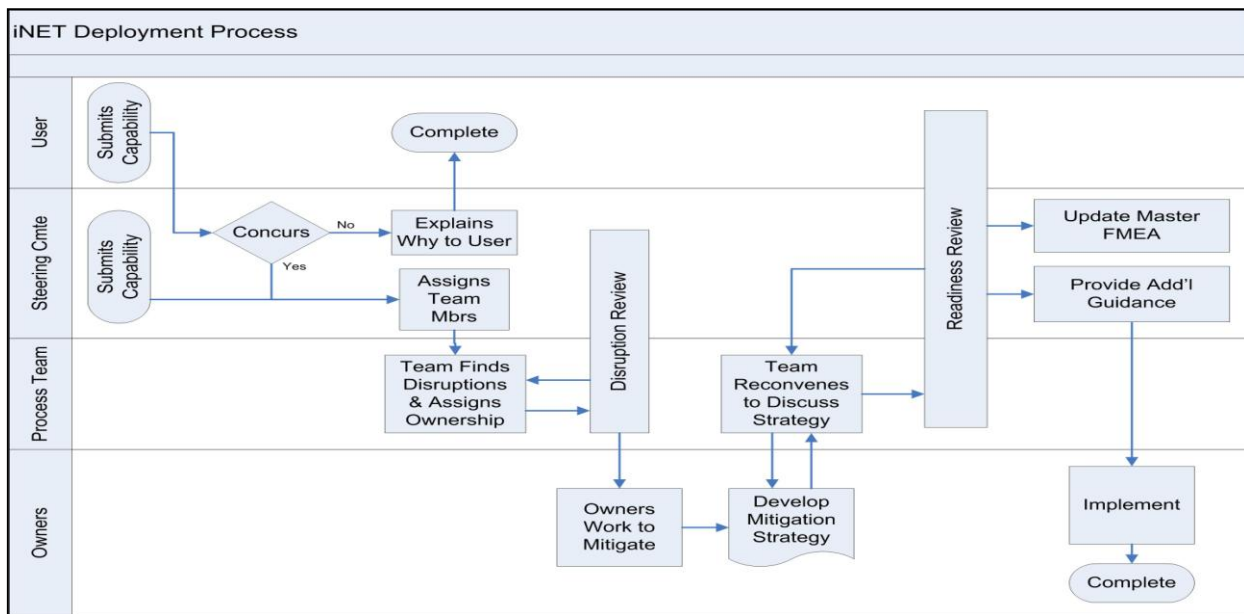 iNET Deployment Process
User
Submits
Capability
Complete
Steering Cmte
Submits
Capability
Concurs
No
Yes
Explains
Why to User
Assigns
Team
Mbrs
Disruption Review
Readiness Review
Update Master
FMEA
Provide Add'l
Guidance
Process Team
Team Finds
Disruptions
& Assigns
Ownership
Team
Reconvenes
to Discuss
Strategy
Owners
Owners
Work to
Mitigate
Develop
Mitigation
Strategy
Implement
Complete